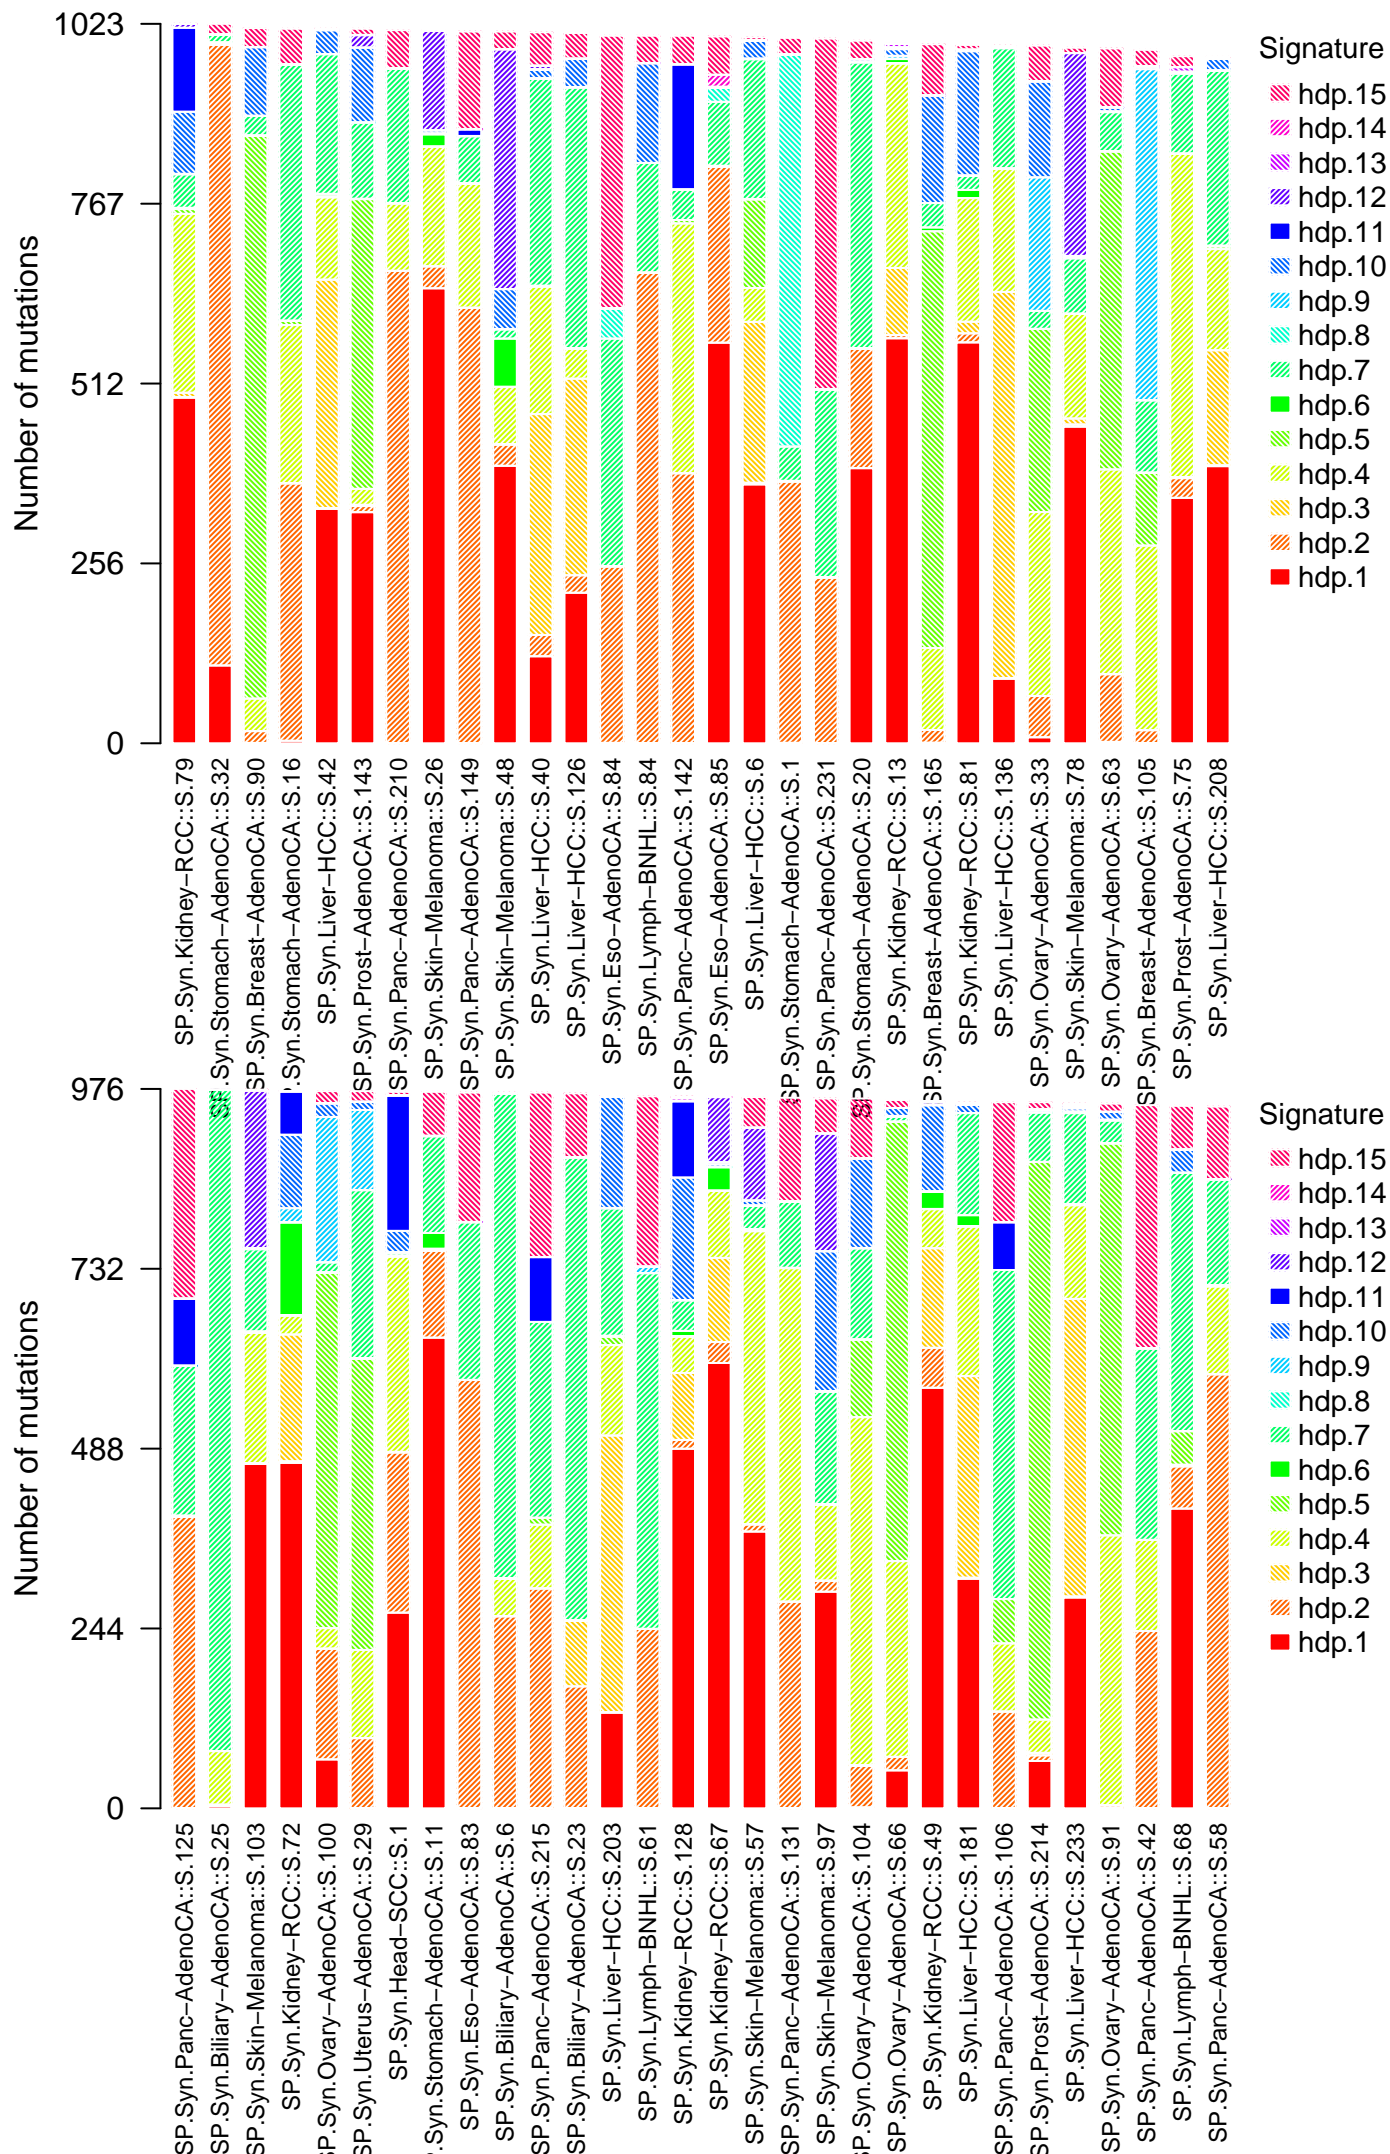 Number of mutations
1023
767
512
256
0
Signature
hdp.15
hdp.14
hdp.13
hdp.12
hdp.11
hdp.10
hdp.9
hdp.8
hdp.7
hdp.6
hdp.5
hdp.4
hdp.3
hdp.2
hdp.1
SP.Syn.Kidney−RCC::S.79
SP.Syn.Stomach−AdenoCA::S.32
SP.Syn.Breast−AdenoCA::S.90
P.Syn.Stomach−AdenoCA::S.16
SP.Syn.Liver−HCC::S.42
SP.Syn.Prost−AdenoCA::S.143
SP.Syn.Panc−AdenoCA::S.210
SP.Syn.Skin−Melanoma::S.26
SP.Syn.Panc−AdenoCA::S.149
SP.Syn.Skin−Melanoma::S.48
SP.Syn.Liver−HCC::S.40
SP.Syn.Liver−HCC::S.126
SP.Syn.Eso−AdenoCA::S.84
SP.Syn.Lymph−BNHL::S.84
SP.Syn.Panc−AdenoCA::S.142
SP.Syn.Eso−AdenoCA::S.85
SP.Syn.Liver−HCC::S.6
SP.Syn.Stomach−AdenoCA::S.1
SP.Syn.Panc−AdenoCA::S.231
SP.Syn.Stomach−AdenoCA::S.20
SP.Syn.Kidney−RCC::S.13
SP.Syn.Breast−AdenoCA::S.165
SP.Syn.Kidney−RCC::S.81
SP.Syn.Liver−HCC::S.136
SP.Syn.Ovary−AdenoCA::S.33
SP.Syn.Skin−Melanoma::S.78
SP.Syn.Ovary−AdenoCA::S.63
SP.Syn.Breast−AdenoCA::S.105
SP.Syn.Prost−AdenoCA::S.75
SP.Syn.Liver−HCC::S.208
Number of mutations
976
732
488
244
0
Signature
hdp.15
hdp.14
hdp.13
hdp.12
hdp.11
hdp.10
hdp.9
hdp.8
hdp.7
hdp.6
hdp.5
hdp.4
hdp.3
hdp.2
hdp.1
SP.Syn.Panc−AdenoCA::S.125
SP.Syn.Biliary−AdenoCA::S.25
SP.Syn.Skin−Melanoma::S.103
SP.Syn.Kidney−RCC::S.72
SP.Syn.Ovary−AdenoCA::S.100
SP.Syn.Uterus−AdenoCA::S.29
SP.Syn.Head−SCC::S.1
.Syn.Stomach−AdenoCA::S.11
SP.Syn.Eso−AdenoCA::S.83
SP.Syn.Biliary−AdenoCA::S.6
SP.Syn.Panc−AdenoCA::S.215
SP.Syn.Biliary−AdenoCA::S.23
SP.Syn.Liver−HCC::S.203
SP.Syn.Lymph−BNHL::S.61
SP.Syn.Kidney−RCC::S.128
SP.Syn.Kidney−RCC::S.67
SP.Syn.Skin−Melanoma::S.57
SP.Syn.Panc−AdenoCA::S.131
SP.Syn.Skin−Melanoma::S.97
SP.Syn.Ovary−AdenoCA::S.104
SP.Syn.Ovary−AdenoCA::S.66
SP.Syn.Kidney−RCC::S.49
SP.Syn.Liver−HCC::S.181
SP.Syn.Panc−AdenoCA::S.106
SP.Syn.Prost−AdenoCA::S.214
SP.Syn.Liver−HCC::S.233
SP.Syn.Ovary−AdenoCA::S.91
SP.Syn.Panc−AdenoCA::S.42
SP.Syn.Lymph−BNHL::S.68
SP.Syn.Panc−AdenoCA::S.58